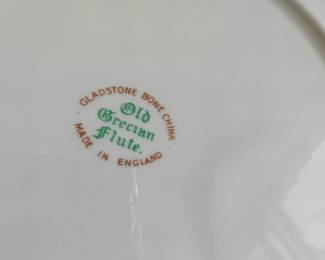 GLADSTONE BONE CHINA
Old
Grecian
Flute.
MADE IN ENGLAND